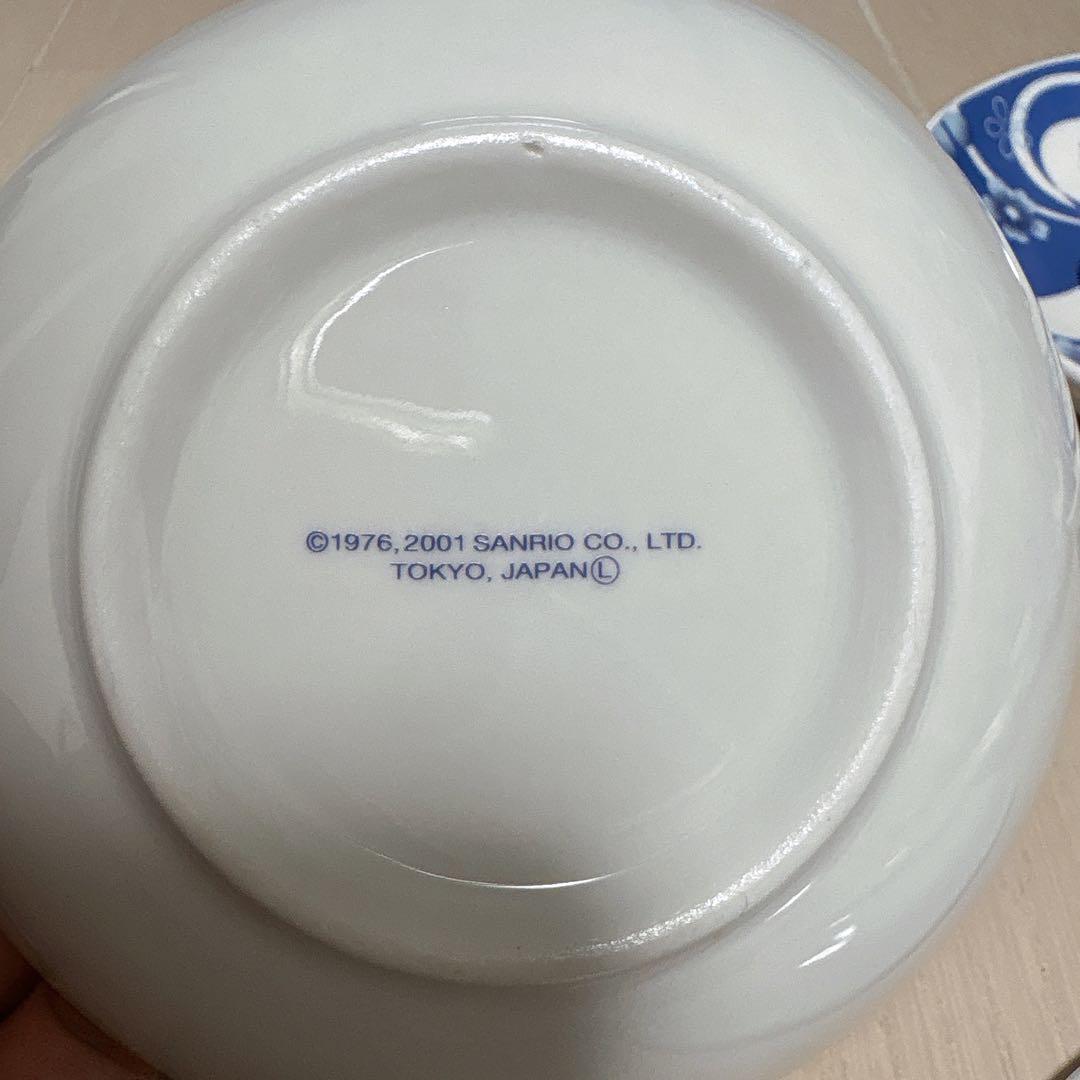 ©1976,2001 SANRIO CO., LTD.
TOKYO, JAPANⓁ